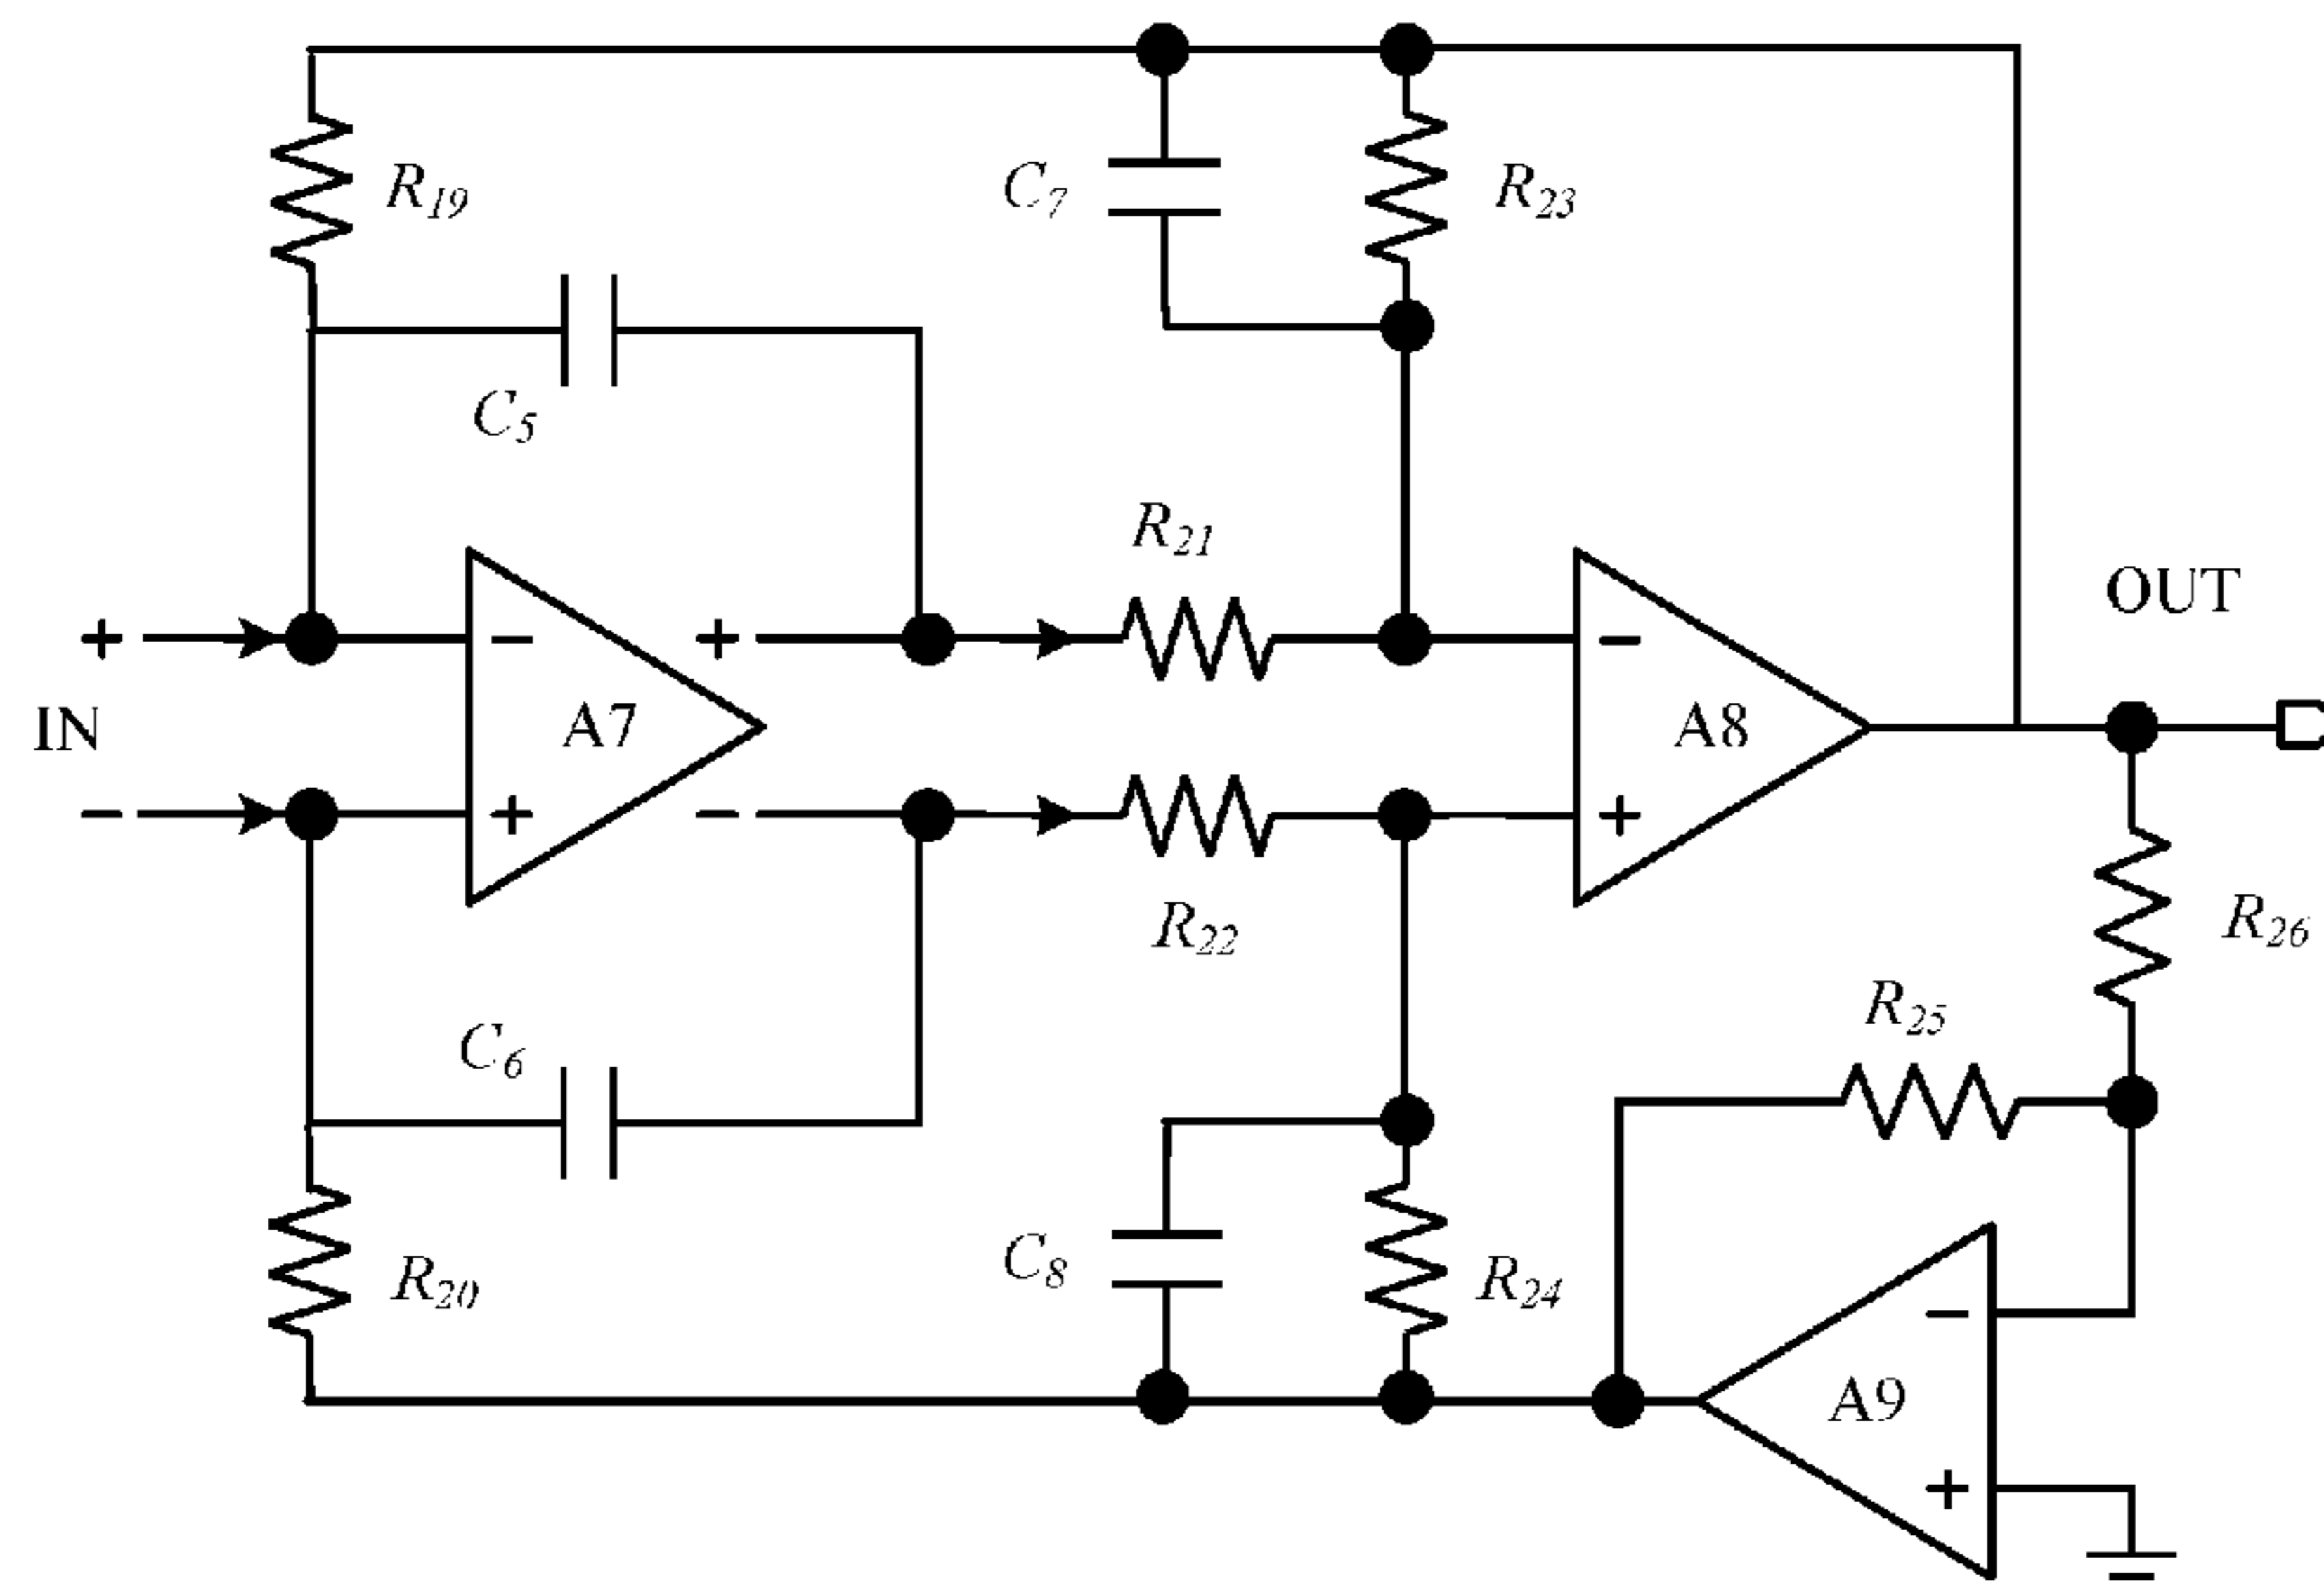 R19
C7
R23
C5
R21
OUT
+
−
+
−
IN
A7
A8
−
+
−
+
R22
R26
R25
C6
C8
R24
R20
−
A9
+